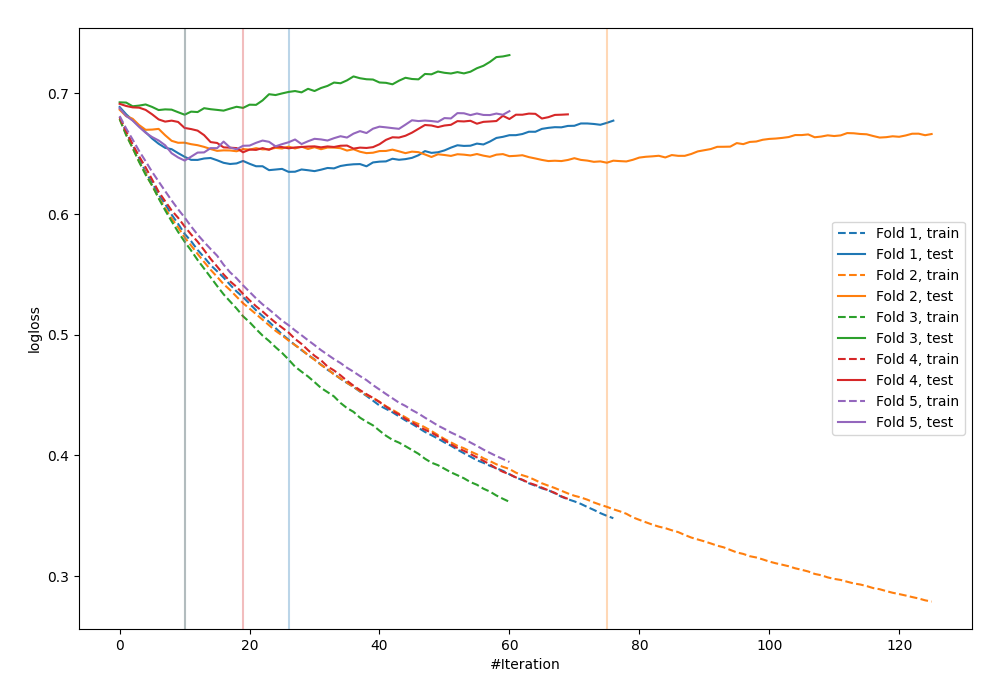 0.7
0.6
0.5
0.4
0.3
logloss
0
20
40
60
80
100
120
#Iteration
Fold 1, train
Fold 1, test
Fold 2, train
Fold 2, test
Fold 3, train
Fold 3, test
Fold 4, train
Fold 4, test
Fold 5, train
Fold 5, test